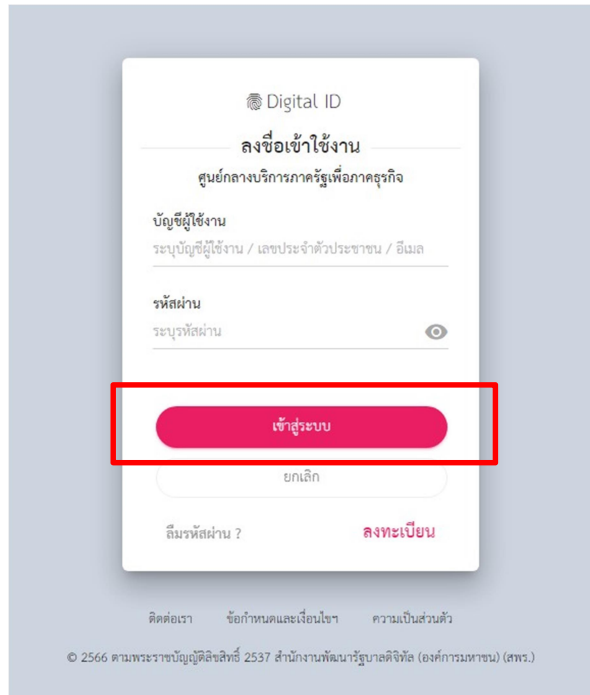 Digital ID
ลงชื่อเข้าใช้งาน
ศูนย์กลางบริการภาครัฐเพื่อภาคธุรกิจ
บัญชีผู้ใช้งาน
ระบุบัญชีผู้ใช้งาน / เลขประจำตัวประชาชน / อีเมล
รหัสผ่าน
ระบุรหัสผ่าน
เข้าสู่ระบบ
ยกเลิก
ลืมรหัสผ่าน ? ลงทะเบียน
ติดต่อเรา ข้อกำหนดและเงื่อนไขฯ ความเป็นส่วนตัว
© 2566 ตามพระราชบัญญัติลิขสิทธิ์ 2537 สำนักงานพัฒนารัฐบาลดิจิทัล (องค์การมหาชน) (สพร.)